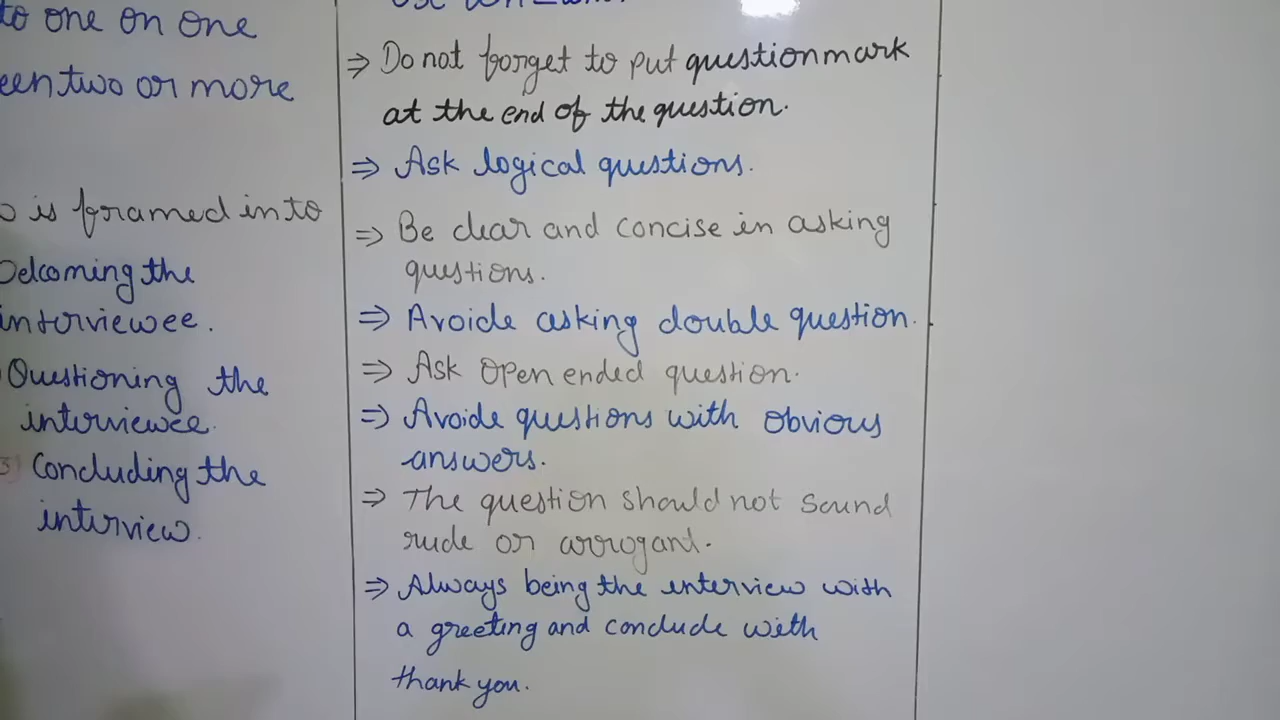 to one on one
een two or more
is framed into
elcoming the
interviewee.
Questioning the
interviewee.
3) Concluding the
interview.
⇒ Do not forget to put question mark
at the end of the question.
⇒ Ask logical questions.
⇒ Be clear and concise in asking
questions.
⇒ Avoide asking double question.
⇒ Ask open ended question.
⇒ Avoide questions with obvious
answers.
⇒ The question should not sound
rude or arrogant.
⇒ Always being the interview with
a greeting and conclude with
thank you.